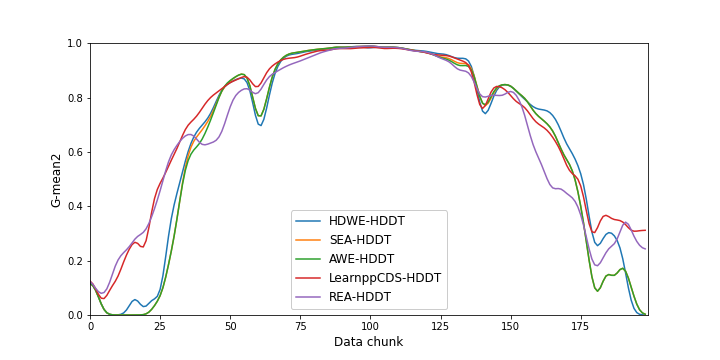 1.0
0.8
0.6
0.4
0.2
0.0
G-mean2
0 25 50 75 100 125 150 175
Data chunk
HDWE-HDDT
SEA-HDDT
AWE-HDDT
LearnppCDS-HDDT
REA-HDDT